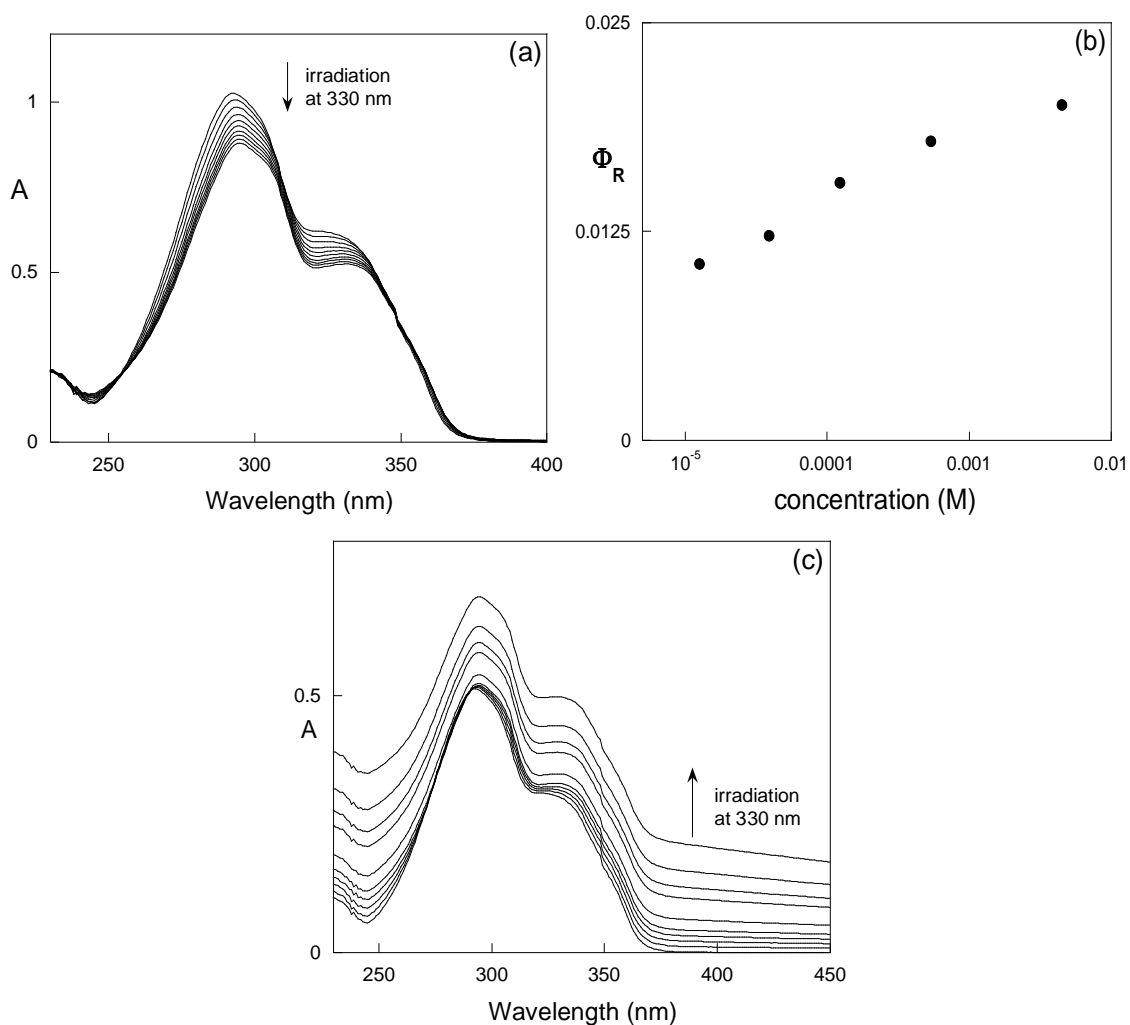 (a)
irradiation
at 330 nm
1
A
0.5
0
250 300 350 400
Wavelength (nm)
(b)
0.025
Φ_R
0.0125
0
10⁻⁵ 0.0001 0.001 0.01
concentration (M)
(c)
0.5
A
irradiation
at 330 nm
0
250 300 350 400 450
Wavelength (nm)